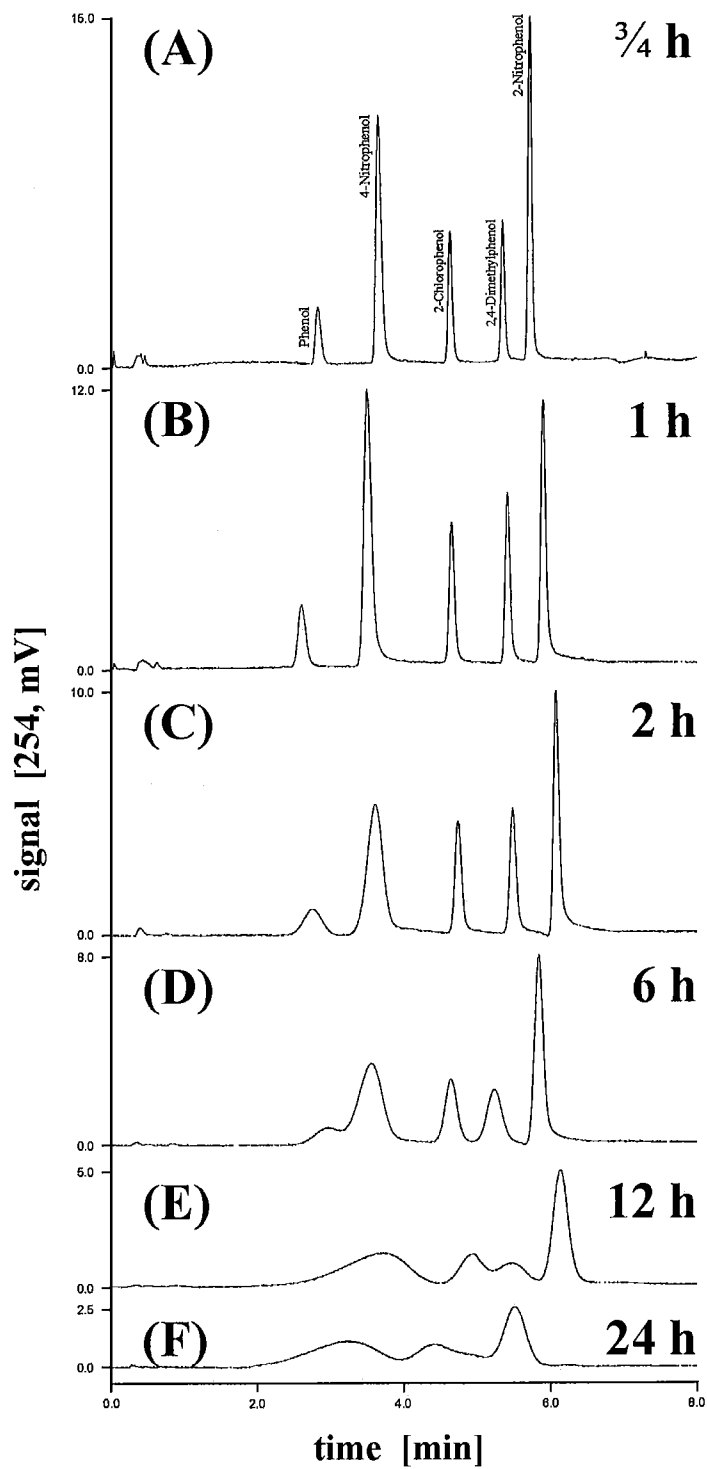 15.0
(A)
¾ h
Phenol
4-Nitrophenol
2-Chlorophenol
2,4-Dimethylphenol
2-Nitrophenol
0.0
12.0
(B)
1 h
0.0
10.0
(C)
2 h
0.0
8.0
(D)
6 h
0.0
5.0
(E)
12 h
0.0
2.5
(F)
24 h
0.0
0.0 2.0 4.0 6.0 8.0
time [min]
signal [254, mV]